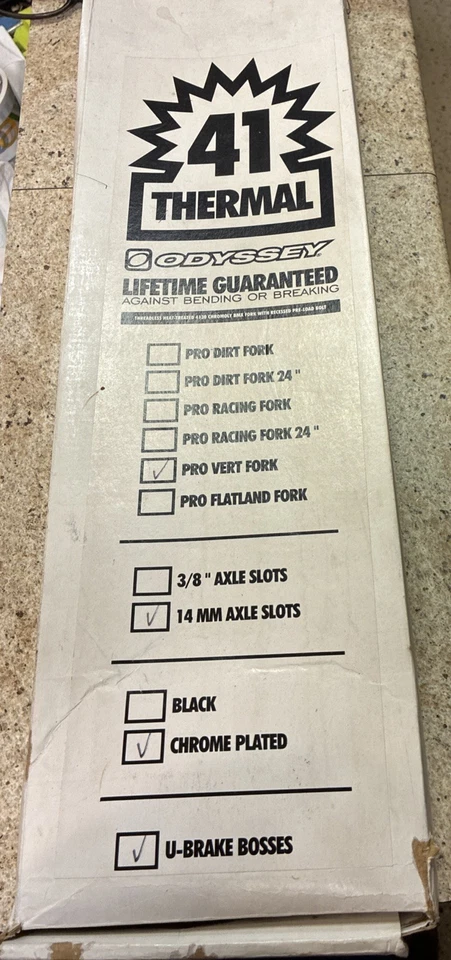 41
THERMAL
ODYSSEY
LIFETIME GUARANTEED
AGAINST BENDING OR BREAKING
THREADLESS HEAT-TREATED 4130 CHROMOLY BMX FORK WITH RECESSED PRE-LOAD BOLT
PRO DIRT FORK
PRO DIRT FORK 24"
PRO RACING FORK
PRO RACING FORK 24"
PRO VERT FORK
PRO FLATLAND FORK
3/8" AXLE SLOTS
14 MM AXLE SLOTS
BLACK
CHROME PLATED
U-BRAKE BOSSES